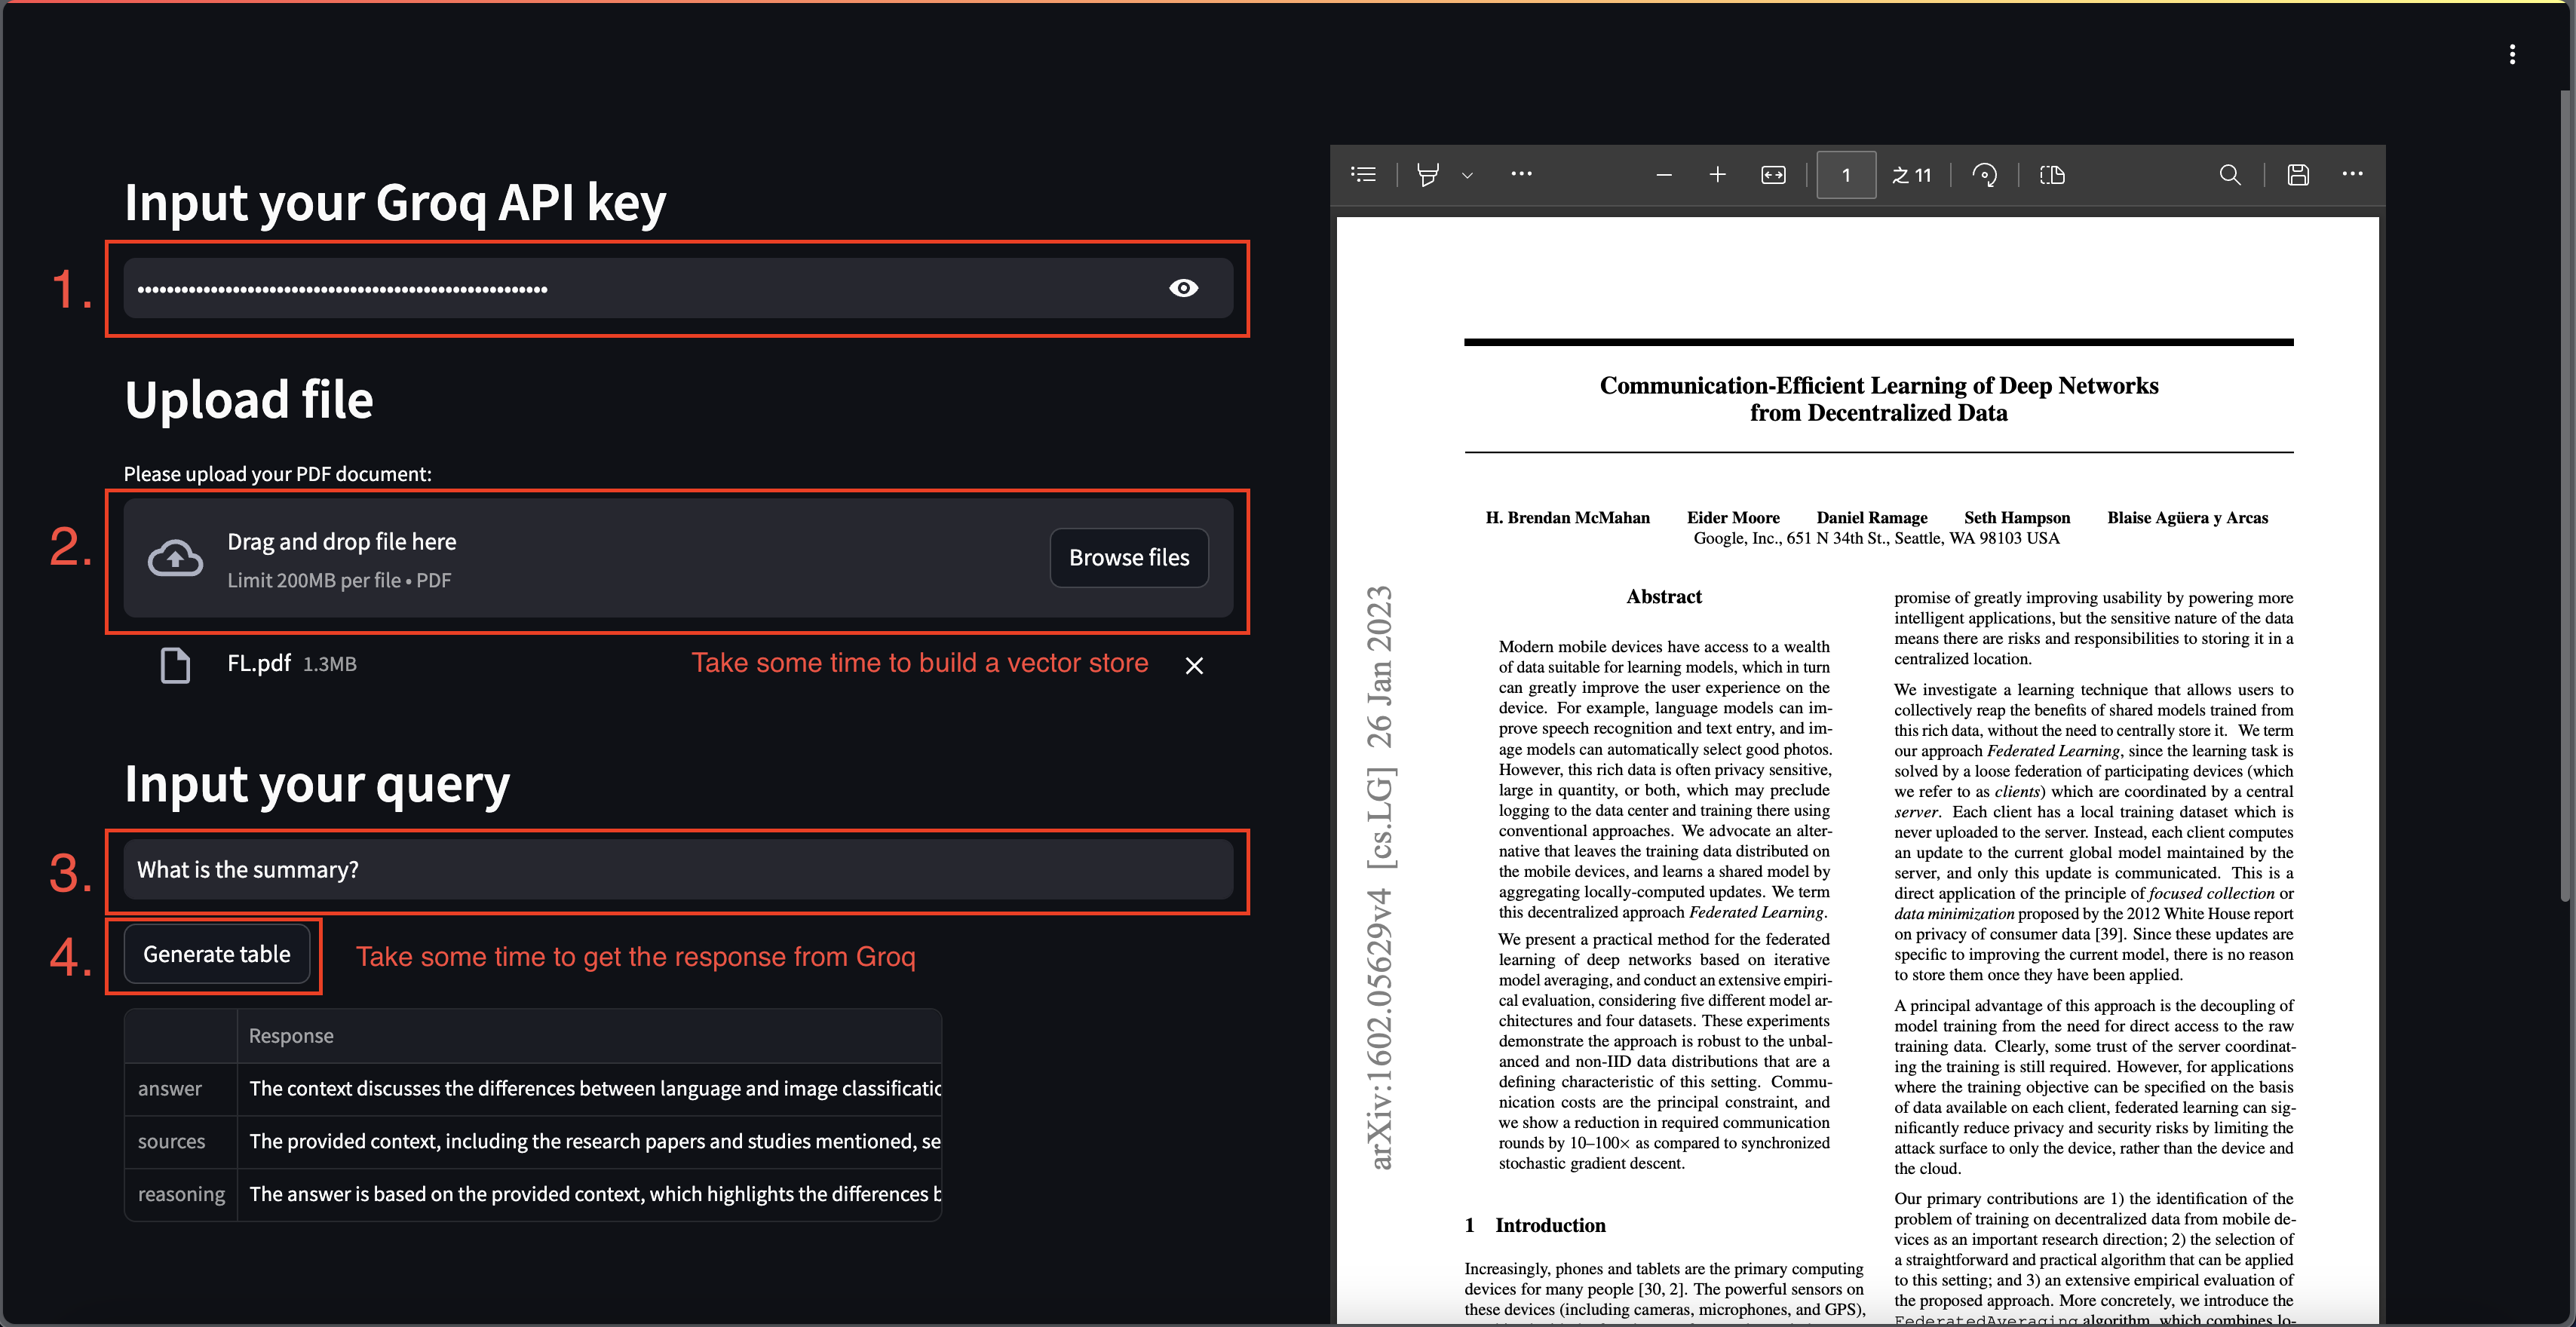 Input your Groq API key
1.
••••••••••••••••••••••••••••••••••••••••••••••••••••••••
Upload file
Please upload your PDF document:
2.
Drag and drop file here
Limit 200MB per file • PDF
Browse files
FL.pdf 1.3MB
Take some time to build a vector store
Input your query
3.
What is the summary?
4.
Generate table
Take some time to get the response from Groq
Response
answer The context discusses the differences between language and image classificatic
sources The provided context, including the research papers and studies mentioned, se
reasoning The answer is based on the provided context, which highlights the differences b
1 之 11
Communication-Efficient Learning of Deep Networks
from Decentralized Data
H. Brendan McMahan Eider Moore Daniel Ramage Seth Hampson Blaise Agüera y Arcas
Google, Inc., 651 N 34th St., Seattle, WA 98103 USA
arXiv:1602.05629v4 [cs.LG] 26 Jan 2023
Abstract
Modern mobile devices have access to a wealth
of data suitable for learning models, which in turn
can greatly improve the user experience on the
device. For example, language models can im-
prove speech recognition and text entry, and im-
age models can automatically select good photos.
However, this rich data is often privacy sensitive,
large in quantity, or both, which may preclude
logging to the data center and training there using
conventional approaches. We advocate an alter-
native that leaves the training data distributed on
the mobile devices, and learns a shared model by
aggregating locally-computed updates. We term
this decentralized approach Federated Learning.
We present a practical method for the federated
learning of deep networks based on iterative
model averaging, and conduct an extensive empiri-
cal evaluation, considering five different model ar-
chitectures and four datasets. These experiments
demonstrate the approach is robust to the unbal-
anced and non-IID data distributions that are a
defining characteristic of this setting. Commu-
nication costs are the principal constraint, and
we show a reduction in required communication
rounds by 10–100× as compared to synchronized
stochastic gradient descent.
1 Introduction
Increasingly, phones and tablets are the primary computing
devices for many people [30, 2]. The powerful sensors on
these devices (including cameras, microphones, and GPS),
promise of greatly improving usability by powering more
intelligent applications, but the sensitive nature of the data
means there are risks and responsibilities to storing it in a
centralized location.
We investigate a learning technique that allows users to
collectively reap the benefits of shared models trained from
this rich data, without the need to centrally store it. We term
our approach Federated Learning, since the learning task is
solved by a loose federation of participating devices (which
we refer to as clients) which are coordinated by a central
server. Each client has a local training dataset which is
never uploaded to the server. Instead, each client computes
an update to the current global model maintained by the
server, and only this update is communicated. This is a
direct application of the principle of focused collection or
data minimization proposed by the 2012 White House report
on privacy of consumer data [39]. Since these updates are
specific to improving the current model, there is no reason
to store them once they have been applied.
A principal advantage of this approach is the decoupling of
model training from the need for direct access to the raw
training data. Clearly, some trust of the server coordinat-
ing the training is still required. However, for applications
where the training objective can be specified on the basis
of data available on each client, federated learning can sig-
nificantly reduce privacy and security risks by limiting the
attack surface to only the device, rather than the device and
the cloud.
Our primary contributions are 1) the identification of the
problem of training on decentralized data from mobile de-
vices as an important research direction; 2) the selection of
a straightforward and practical algorithm that can be applied
to this setting; and 3) an extensive empirical evaluation of
the proposed approach. More concretely, we introduce the
FederatedAveraging algorithm, which combines lo-